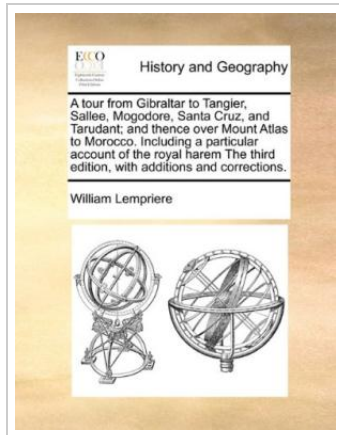 ECCO
History and Geography
A tour from Gibraltar to Tangier,
Sallee, Mogodore, Santa Cruz, and
Tarudant; and thence over Mount Atlas
to Morocco. Including a particular
account of the royal harem The third
edition, with additions and corrections.
William Lempriere